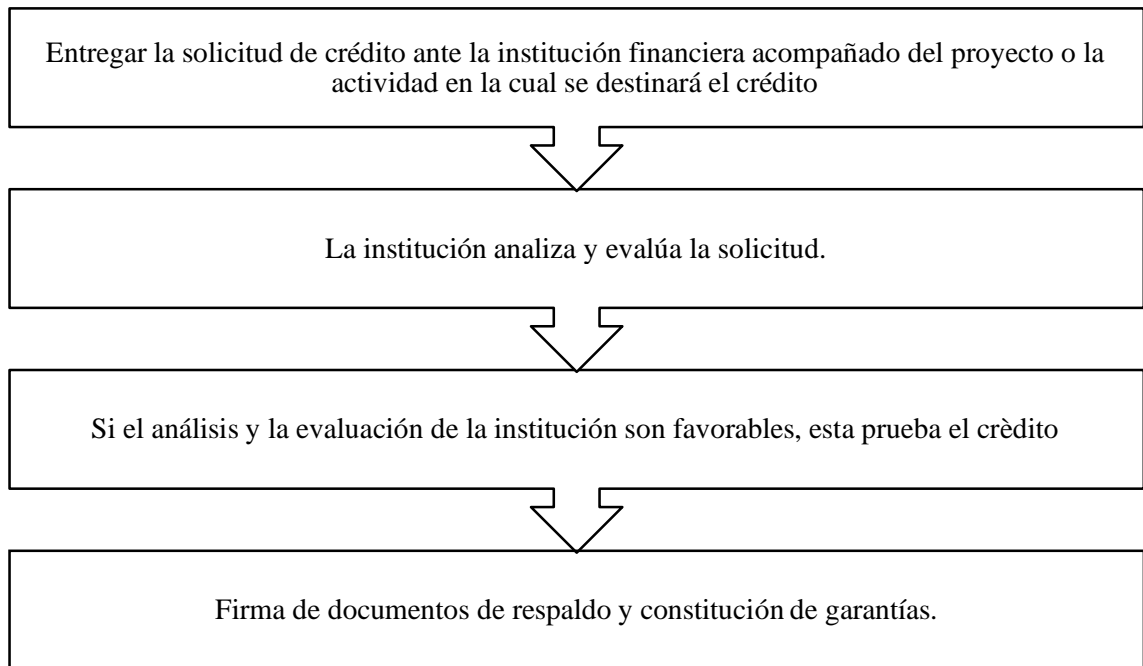 Entregar la solicitud de crédito ante la institución financiera acompañado del proyecto o la
actividad en la cual se destinará el crédito
La institución analiza y evalúa la solicitud.
Si el análisis y la evaluación de la institución son favorables, esta prueba el crèdito
Firma de documentos de respaldo y constitución de garantías.